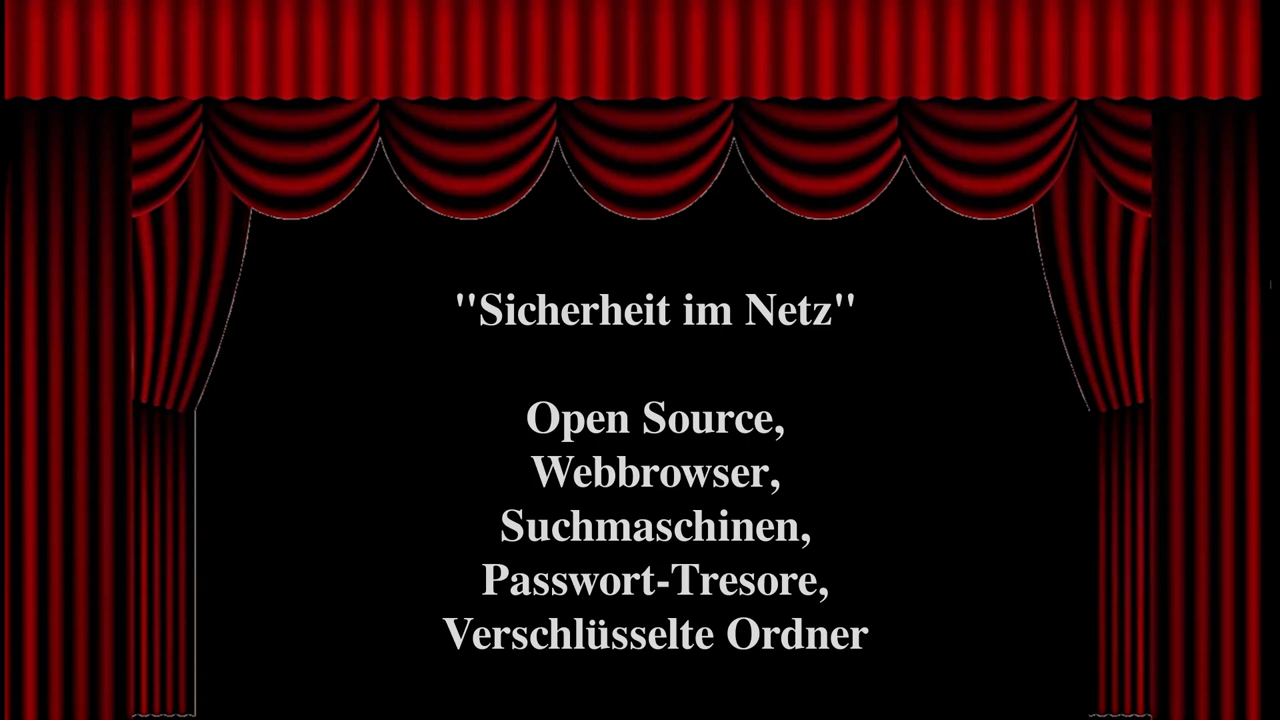 "Sicherheit im Netz"
Open Source,
Webbrowser,
Suchmaschinen,
Passwort-Tresore,
Verschlüsselte Ordner